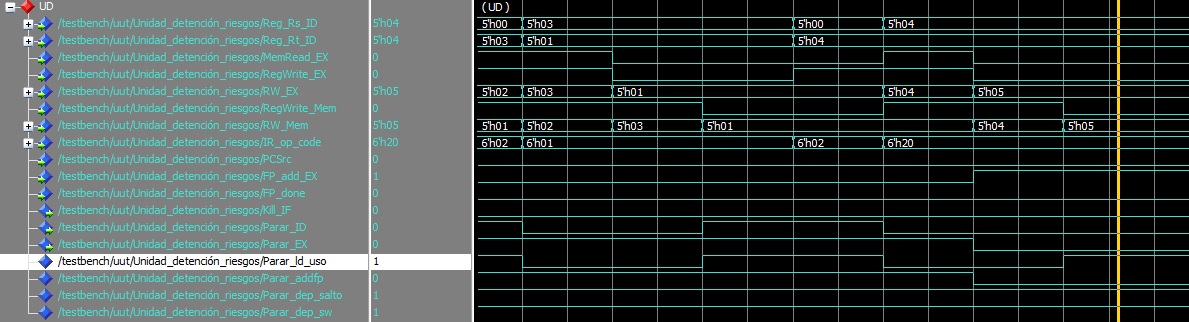 UD (UD)
/testbench/uut/Unidad_detención_riesgos/Reg_Rs_ID 5'h04 5'h00 5'h03 5'h00 5'h04
/testbench/uut/Unidad_detención_riesgos/Reg_Rt_ID 5'h04 5'h03 5'h01 5'h04
/testbench/uut/Unidad_detención_riesgos/MemRead_EX 0
/testbench/uut/Unidad_detención_riesgos/RegWrite_EX 0
/testbench/uut/Unidad_detención_riesgos/RW_EX 5'h05 5'h02 5'h03 5'h01 5'h04 5'h05
/testbench/uut/Unidad_detención_riesgos/RegWrite_Mem 0
/testbench/uut/Unidad_detención_riesgos/RW_Mem 5'h05 5'h01 5'h02 5'h03 5'h01 5'h04 5'h05
/testbench/uut/Unidad_detención_riesgos/IR_op_code 6'h20 6'h02 6'h01 6'h02 6'h20
/testbench/uut/Unidad_detención_riesgos/PCSrc 0
/testbench/uut/Unidad_detención_riesgos/FP_add_EX 1
/testbench/uut/Unidad_detención_riesgos/FP_done 0
/testbench/uut/Unidad_detención_riesgos/Kill_IF 0
/testbench/uut/Unidad_detención_riesgos/Parar_ID 0
/testbench/uut/Unidad_detención_riesgos/Parar_EX 0
/testbench/uut/Unidad_detención_riesgos/Parar_ld_uso 1
/testbench/uut/Unidad_detención_riesgos/Parar_addfp 0
/testbench/uut/Unidad_detención_riesgos/Parar_dep_salto 1
/testbench/uut/Unidad_detención_riesgos/Parar_dep_sw 1